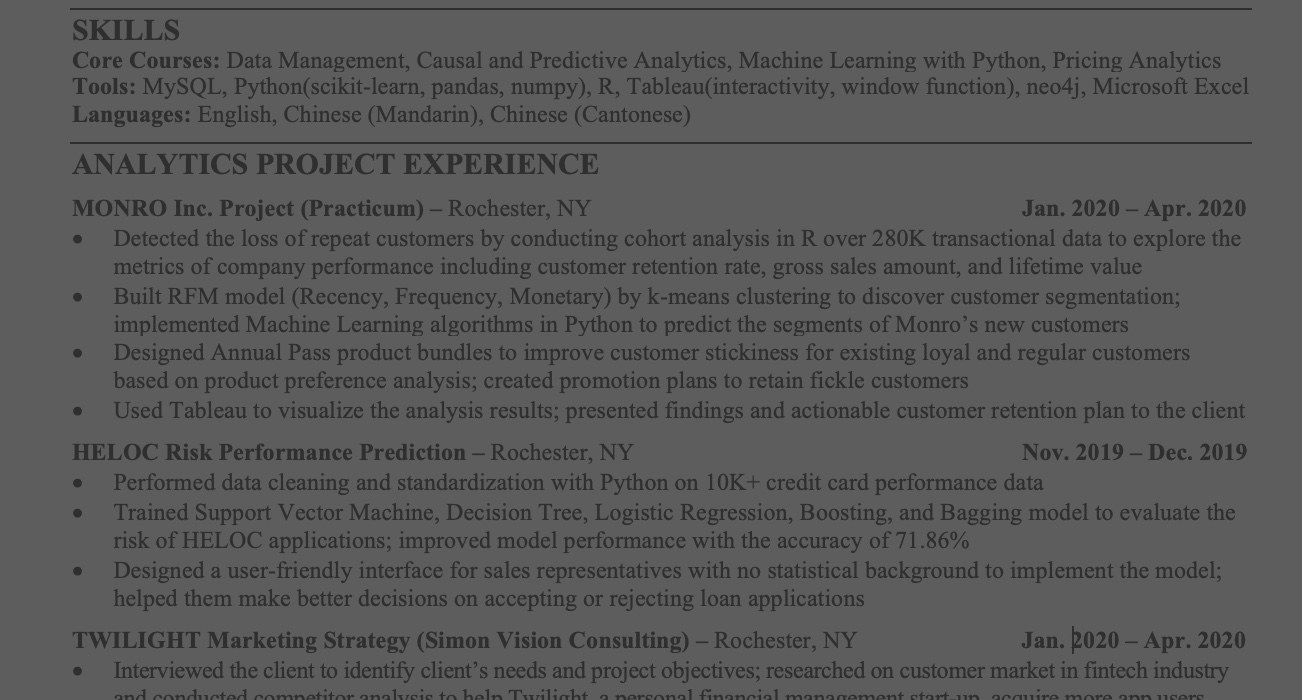 SKILLS
Core Courses: Data Management, Causal and Predictive Analytics, Machine Learning with Python, Pricing Analytics
Tools: MySQL, Python(scikit-learn, pandas, numpy), R, Tableau(interactivity, window function), neo4j, Microsoft Excel
Languages: English, Chinese (Mandarin), Chinese (Cantonese)
ANALYTICS PROJECT EXPERIENCE
MONRO Inc. Project (Practicum) – Rochester, NY Jan. 2020 – Apr. 2020
• Detected the loss of repeat customers by conducting cohort analysis in R over 280K transactional data to explore the
metrics of company performance including customer retention rate, gross sales amount, and lifetime value
• Built RFM model (Recency, Frequency, Monetary) by k-means clustering to discover customer segmentation;
implemented Machine Learning algorithms in Python to predict the segments of Monro’s new customers
• Designed Annual Pass product bundles to improve customer stickiness for existing loyal and regular customers
based on product preference analysis; created promotion plans to retain fickle customers
• Used Tableau to visualize the analysis results; presented findings and actionable customer retention plan to the client
HELOC Risk Performance Prediction – Rochester, NY Nov. 2019 – Dec. 2019
• Performed data cleaning and standardization with Python on 10K+ credit card performance data
• Trained Support Vector Machine, Decision Tree, Logistic Regression, Boosting, and Bagging model to evaluate the
risk of HELOC applications; improved model performance with the accuracy of 71.86%
• Designed a user-friendly interface for sales representatives with no statistical background to implement the model;
helped them make better decisions on accepting or rejecting loan applications
TWILIGHT Marketing Strategy (Simon Vision Consulting) – Rochester, NY Jan. 2020 – Apr. 2020
• Interviewed the client to identify client’s needs and project objectives; researched on customer market in fintech industry
and conducted competitor analysis to help Twilight, a personal financial management start-up, acquire more app users